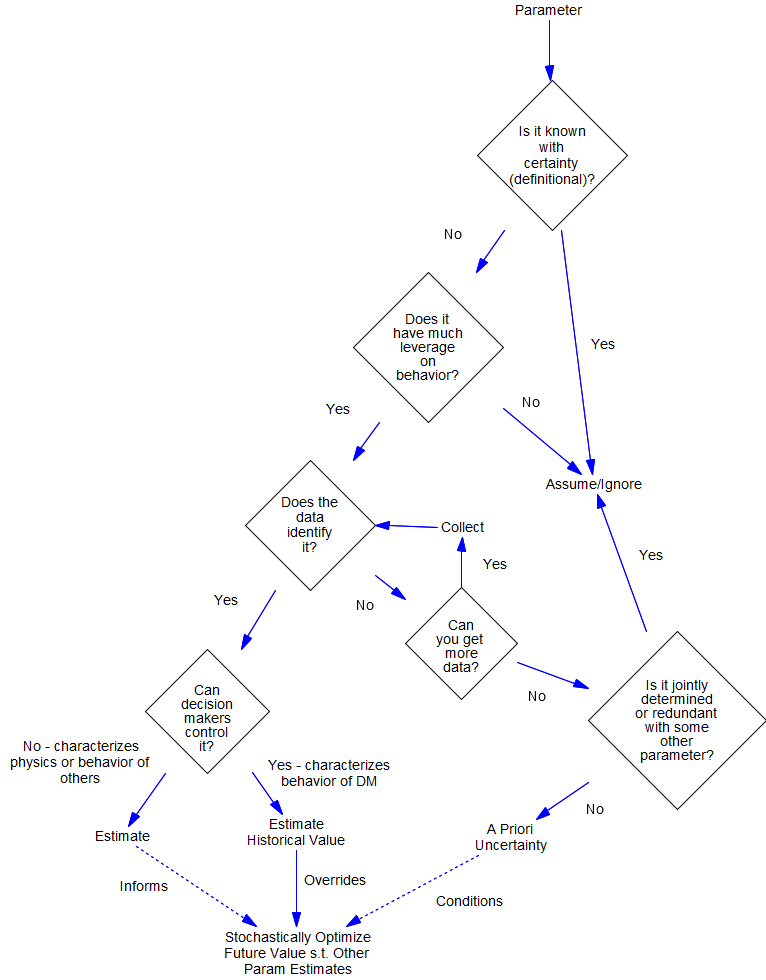 Parameter
Is it known
with
certainty
(definitional)?
No
Yes
Does it
have much
leverage
on
behavior?
No
Yes
Assume/Ignore
Does the
data
identify
it?
Collect
Yes
Yes
No
Yes
Can
you get
more
data?
No
Is it jointly
determined
or redundant
with some
other
parameter?
Can
decision
makers
control
it?
No - characterizes
physics or behavior of
others
Yes - characterizes
behavior of DM
No
Estimate
Estimate
Historical Value
A Priori
Uncertainty
Informs
Overrides
Conditions
Stochastically Optimize
Future Value s.t. Other
Param Estimates